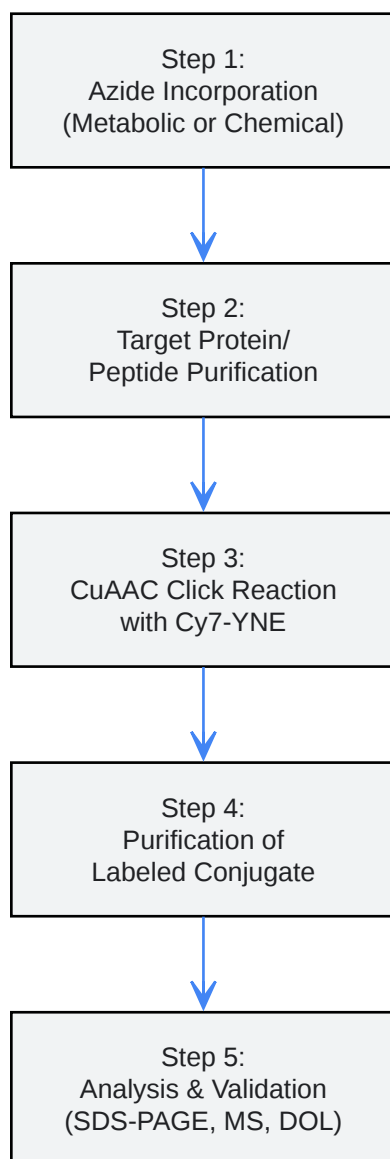 Step 1:
Azide Incorporation
(Metabolic or Chemical)
Step 2:
Target Protein/
Peptide Purification
Step 3:
CuAAC Click Reaction
with Cy7-YNE
Step 4:
Purification of
Labeled Conjugate
Step 5:
Analysis & Validation
(SDS-PAGE, MS, DOL)